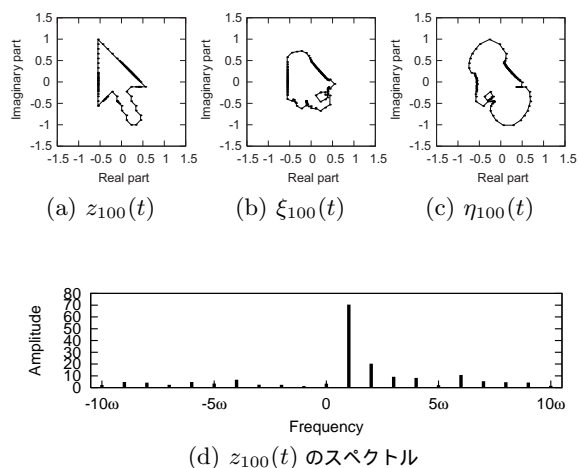 1.5
1
0.5
0
-0.5
-1
-1.5
-1.5 -1 -0.5 0 0.5 1 1.5
Imaginary part
Real part
(a) z₁₀₀(t)
1.5
1
0.5
0
-0.5
-1
-1.5
-1.5 -1 -0.5 0 0.5 1 1.5
Imaginary part
Real part
(b) ξ₁₀₀(t)
1.5
1
0.5
0
-0.5
-1
-1.5
-1.5 -1 -0.5 0 0.5 1 1.5
Imaginary part
Real part
(c) η₁₀₀(t)
80
70
60
50
40
30
20
10
0
Amplitude
-10ω -5ω 0 5ω 10ω
Frequency
(d) z₁₀₀(t) のスペクトル